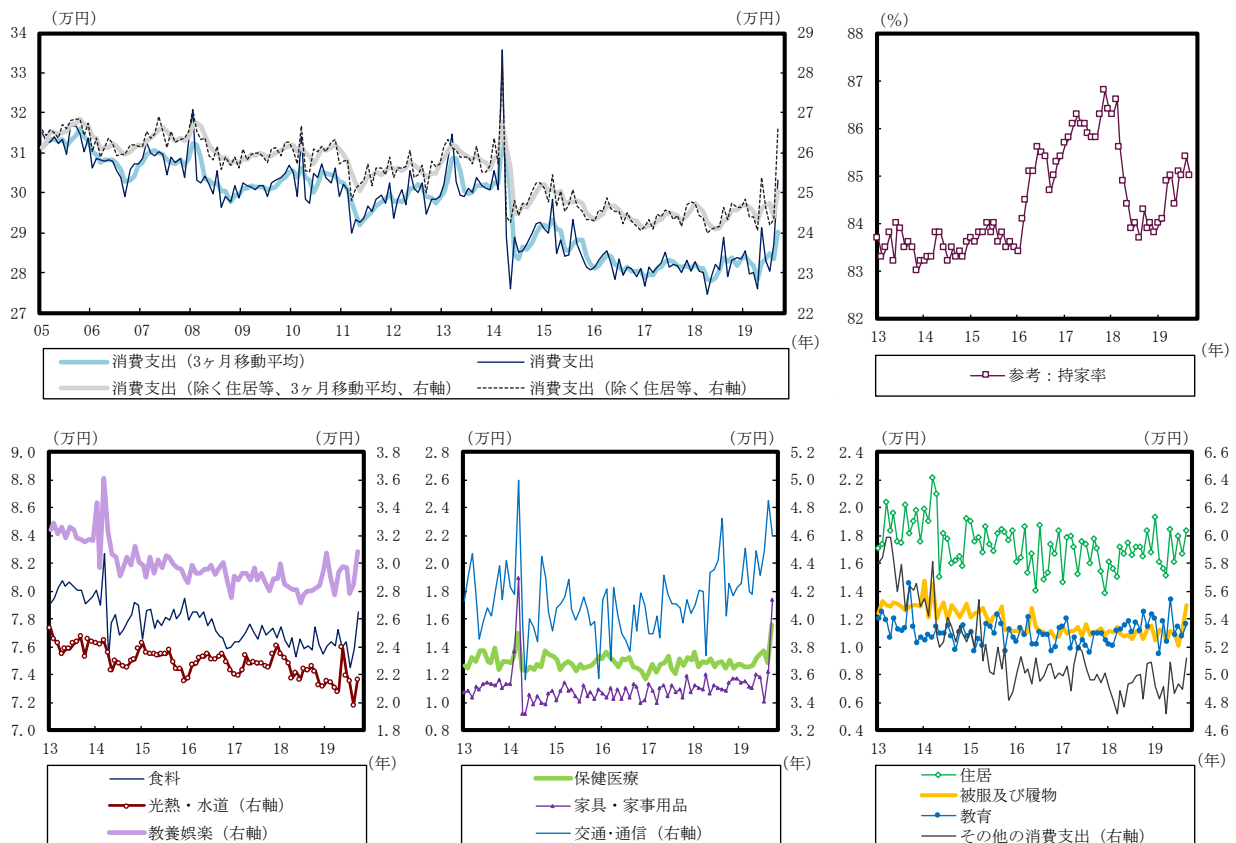 (万円)
(万円)
34
33
32
31
30
29
28
27
29
28
27
26
25
24
23
22
05 06 07 08 09 10 11 12 13 14 15 16 17 18 19
(年)
消費支出（3ヶ月移動平均）
消費支出
消費支出（除く住居等、3ヶ月移動平均、右軸）
消費支出（除く住居等、右軸）
(%)
88
87
86
85
84
83
82
13 14 15 16 17 18 19
(年)
参考：持家率
(万円)
(万円)
9.0
8.8
8.6
8.4
8.2
8.0
7.8
7.6
7.4
7.2
7.0
3.8
3.6
3.4
3.2
3.0
2.8
2.6
2.4
2.2
2.0
1.8
13 14 15 16 17 18 19
(年)
食料
光熱・水道（右軸）
教養娯楽（右軸）
(万円)
(万円)
2.8
2.6
2.4
2.2
2.0
1.8
1.6
1.4
1.2
1.0
0.8
5.2
5.0
4.8
4.6
4.4
4.2
4.0
3.8
3.6
3.4
3.2
13 14 15 16 17 18 19
(年)
保健医療
家具・家事用品
交通・通信（右軸）
(万円)
(万円)
2.4
2.2
2.0
1.8
1.6
1.4
1.2
1.0
0.8
0.6
0.4
6.6
6.4
6.2
6.0
5.8
5.6
5.4
5.2
5.0
4.8
4.6
13 14 15 16 17 18 19
(年)
住居
被服及び履物
教育
その他の消費支出（右軸）